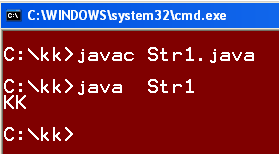 C:\WINDOWS\system32\cmd.exe
C:\kk>javac Str1.java
C:\kk>java  Str1
KK
C:\kk>